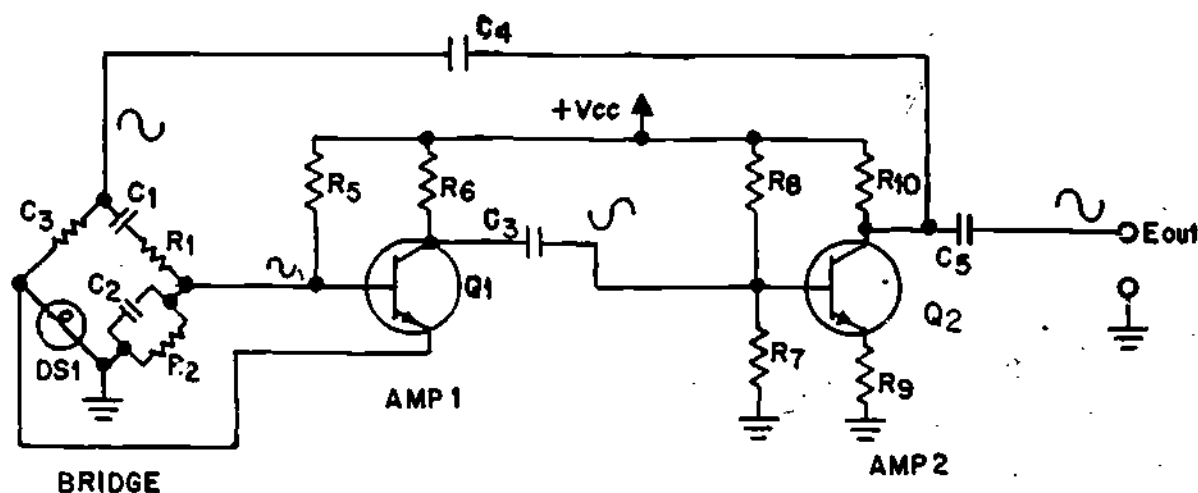 C4
+Vcc
C3
C1
R1
C2
R2
DS1
R5
R6
C3
Q1
R8
R10
R7
R9
Q2
C5
Eout
AMP 1
AMP 2
BRIDGE